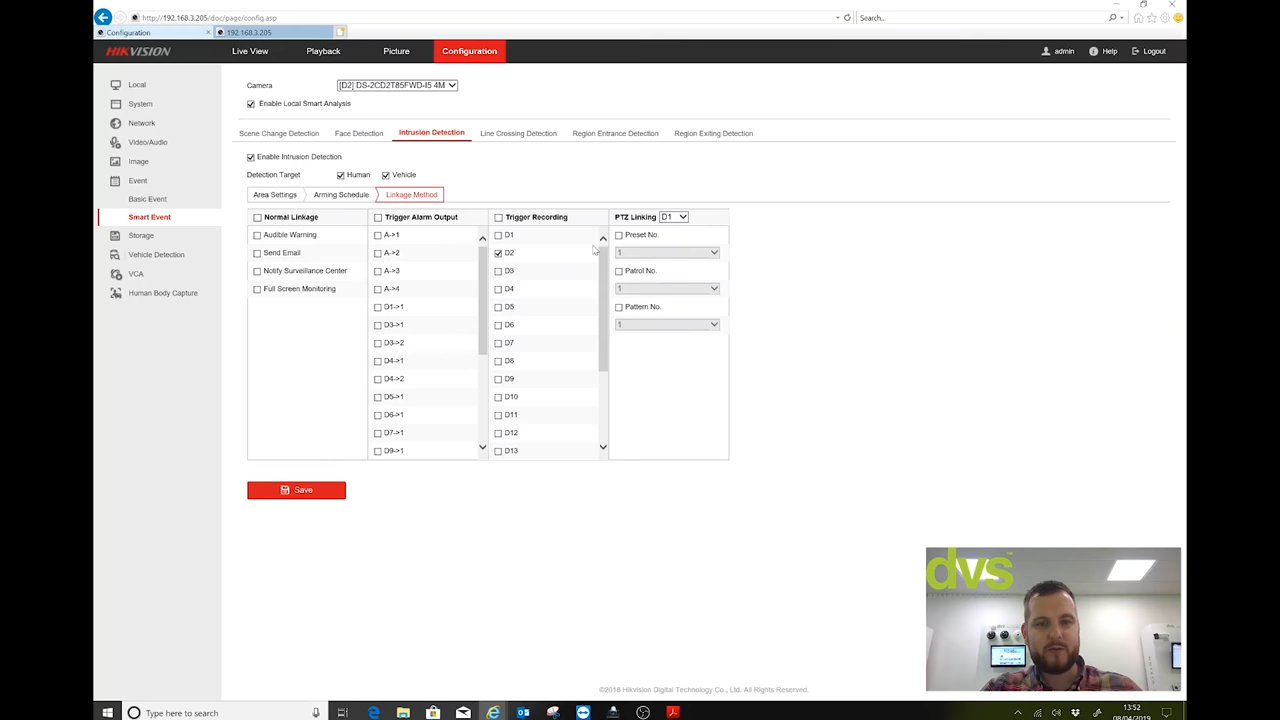 http://192.168.3.205/doc/page/config.asp
Search...
Configuration
192.168.3.205
HIKVISION
Live View
Playback
Picture
Configuration
admin
Help
Logout
Local
System
Network
Video/Audio
Image
Event
Basic Event
Smart Event
Storage
Vehicle Detection
VCA
Human Body Capture
Camera
[D2] DS-2CD2T85FWD-I5 4M
Enable Local Smart Analysis
Scene Change Detection
Face Detection
Intrusion Detection
Line Crossing Detection
Region Entrance Detection
Region Exiting Detection
Enable Intrusion Detection
Detection Target
Human
Vehicle
Area Settings
Arming Schedule
Linkage Method
Normal Linkage
Audible Warning
Send Email
Notify Surveillance Center
Full Screen Monitoring
Trigger Alarm Output
A->1
A->2
A->3
A->4
D1->1
D3->1
D3->2
D4->1
D4->2
D5->1
D6->1
D7->1
D9->1
Trigger Recording
D1
D2
D3
D4
D5
D6
D7
D8
D9
D10
D11
D12
D13
PTZ Linking D1
Preset No.
1
Patrol No.
1
Pattern No.
1
Save
dvs
©2018 Hikvision Digital Technology Co., Ltd. All Rights Reserved.
Type here to search
13:52
08/04/2019